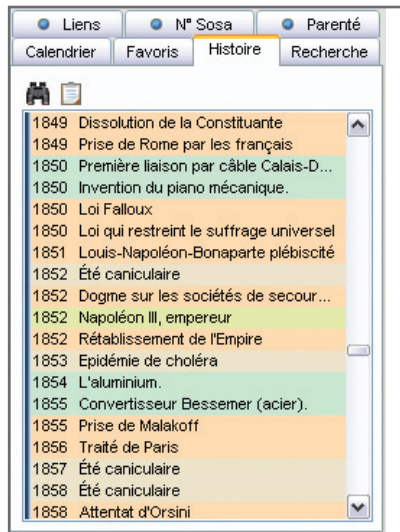 Liens N° Sosa Parenté
Calendrier Favoris Histoire Recherche
1849 Dissolution de la Constituante
1849 Prise de Rome par les français
1850 Première liaison par câble Calais-D...
1850 Invention du piano mécanique.
1850 Loi Falloux
1850 Loi qui restreint le suffrage universel
1851 Louis-Napoléon-Bonaparte plébiscité
1852 Été caniculaire
1852 Dogme sur les sociétés de secour...
1852 Napoléon III, empereur
1852 Rétablissement de l'Empire
1853 Epidémie de choléra
1854 L'aluminium.
1855 Convertisseur Bessemer (acier).
1855 Prise de Malakoff
1856 Traité de Paris
1857 Été caniculaire
1858 Été caniculaire
1858 Attentat d'Orsini